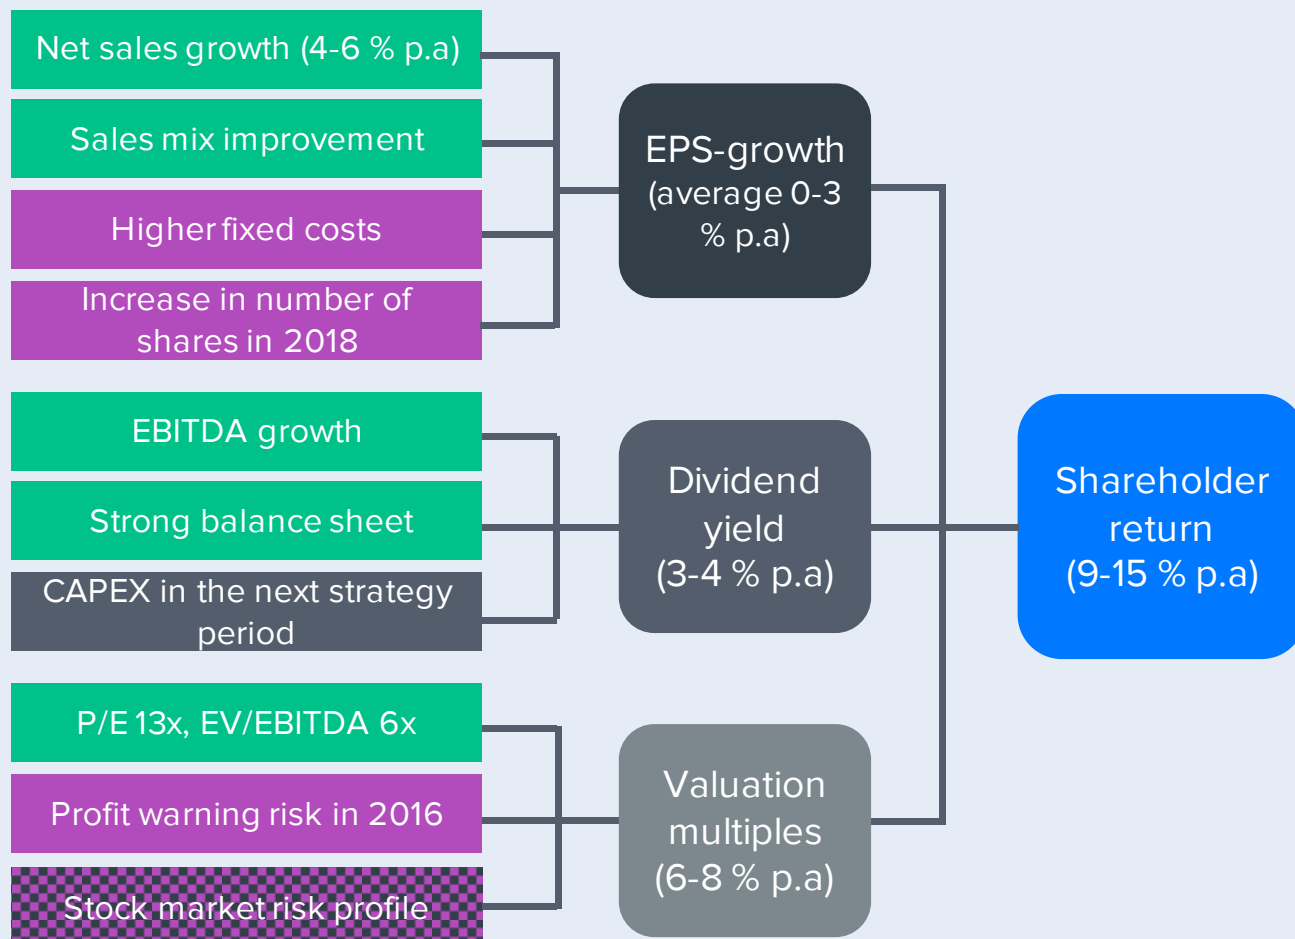 Net sales growth (4-6 % p.a)
Sales mix improvement
Higher fixed costs
Increase in number of
shares in 2018
EPS-growth
(average 0-3
% p.a)
EBITDA growth
Strong balance sheet
CAPEX in the next strategy
period
Dividend
yield
(3-4 % p.a)
P/E 13x, EV/EBITDA 6x
Profit warning risk in 2016
Stock market risk profile
Valuation
multiples
(6-8 % p.a)
Shareholder
return
(9-15 % p.a)